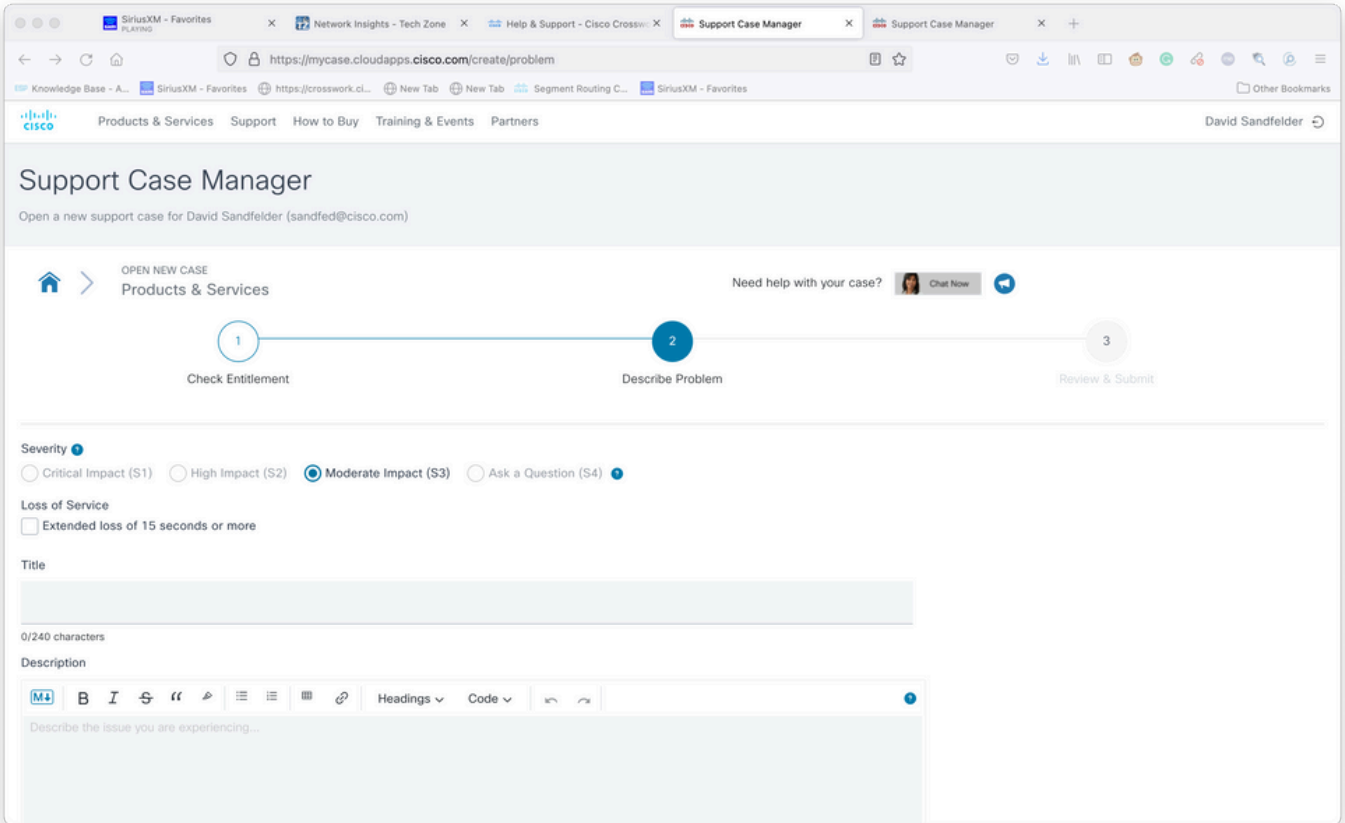 SiriusXM - Favorites
PLAYING
Network Insights - Tech Zone
Help & Support - Cisco Crossw
Support Case Manager
Support Case Manager
https://mycase.cloudapps.cisco.com/create/problem
Knowledge Base - A...
SiriusXM - Favorites
https://crosswork.ci...
New Tab
New Tab
Segment Routing C...
SiriusXM - Favorites
Other Bookmarks
CISCO
Products & Services
Support
How to Buy
Training & Events
Partners
David Sandfelder
Support Case Manager
Open a new support case for David Sandfelder (sandfed@cisco.com)
OPEN NEW CASE
Products & Services
Need help with your case?
Chat Now
1
2
3
Check Entitlement
Describe Problem
Review & Submit
Severity ?
Critical Impact (S1)
High Impact (S2)
Moderate Impact (S3)
Ask a Question (S4) ?
Loss of Service
Extended loss of 15 seconds or more
Title
0/240 characters
Description
M
B
I
S
Headings
Code
?
Describe the issue you are experiencing...